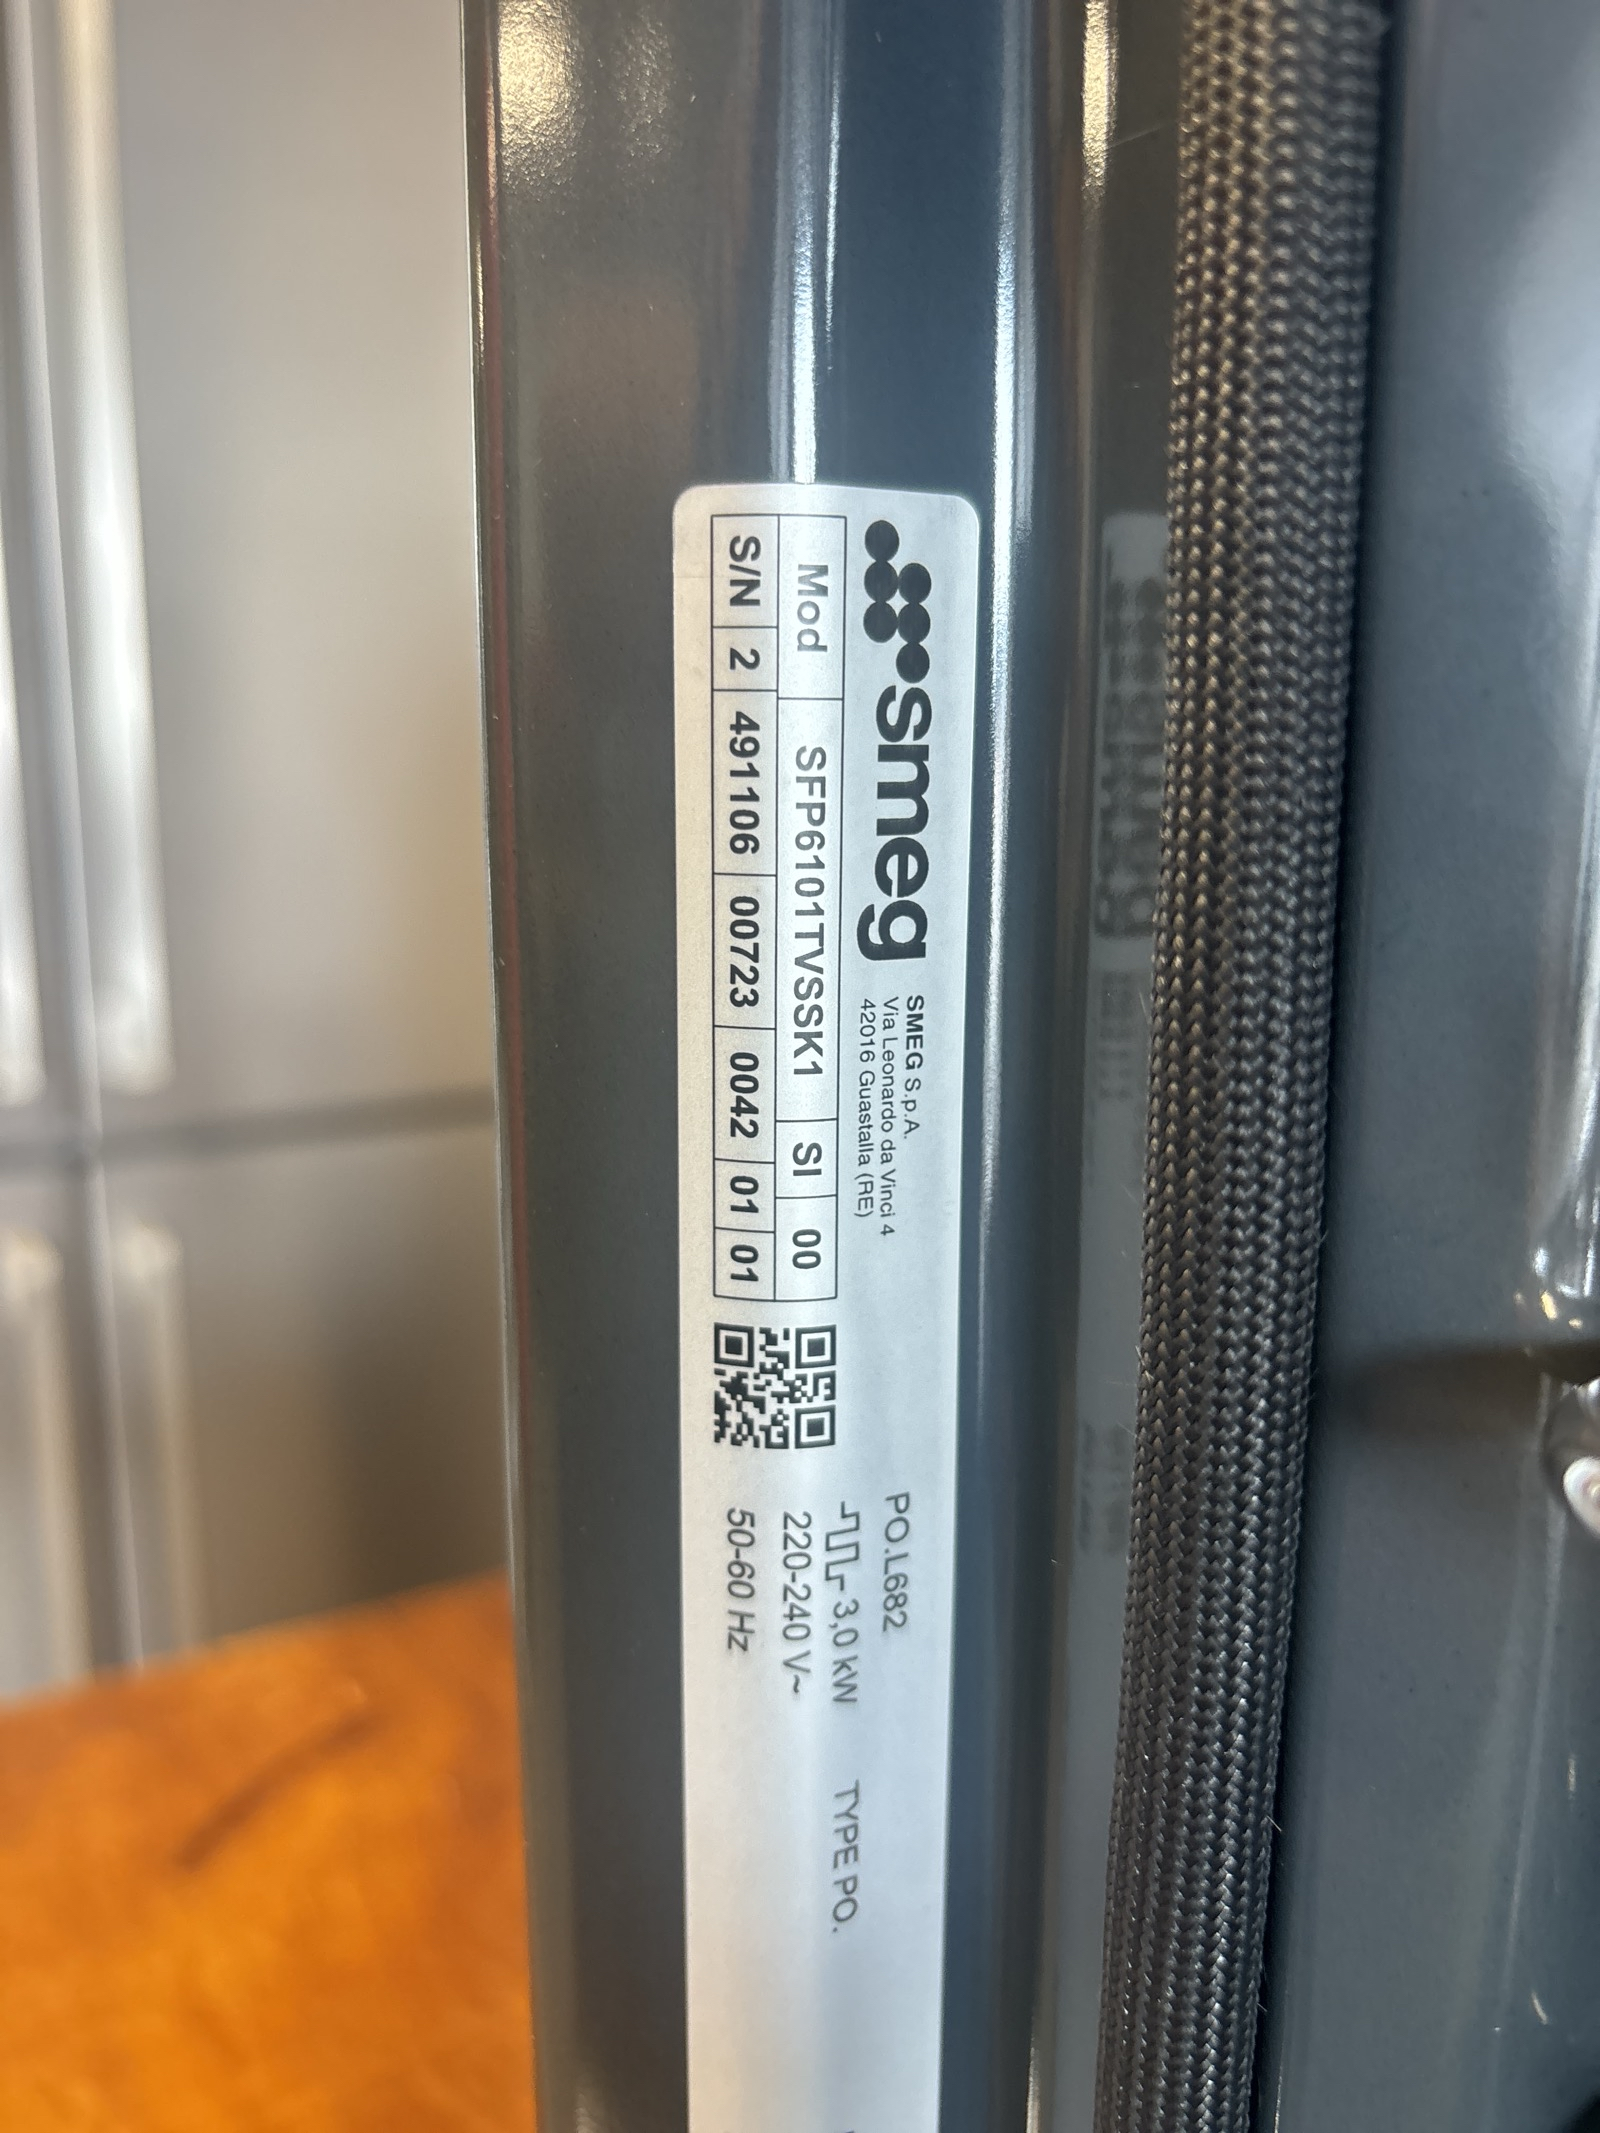 smeg
SMEG S.p.A.
Via Leonardo da Vinci 4
42016 Guastalla (RE)
Mod SFP6101TVSSK1 SI 00
S/N 2 491106 00723 0042 01 01
PO.L682
3,0 kW TYPE PO.
220-240 V~
50-60 Hz